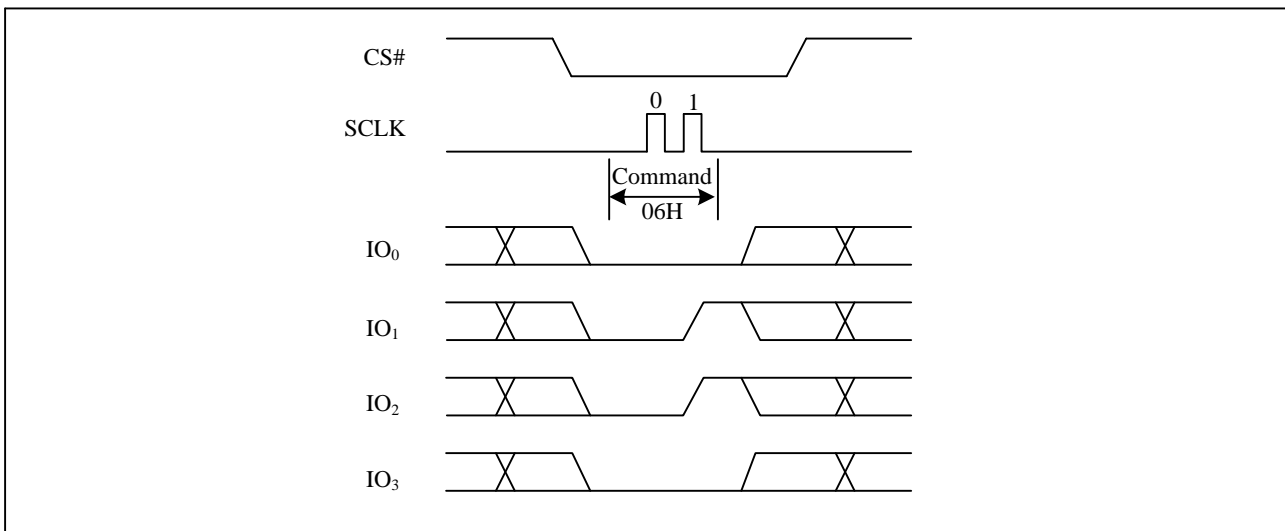 CS#
0 1
SCLK
Command
06H
IO₀
IO₁
IO₂
IO₃